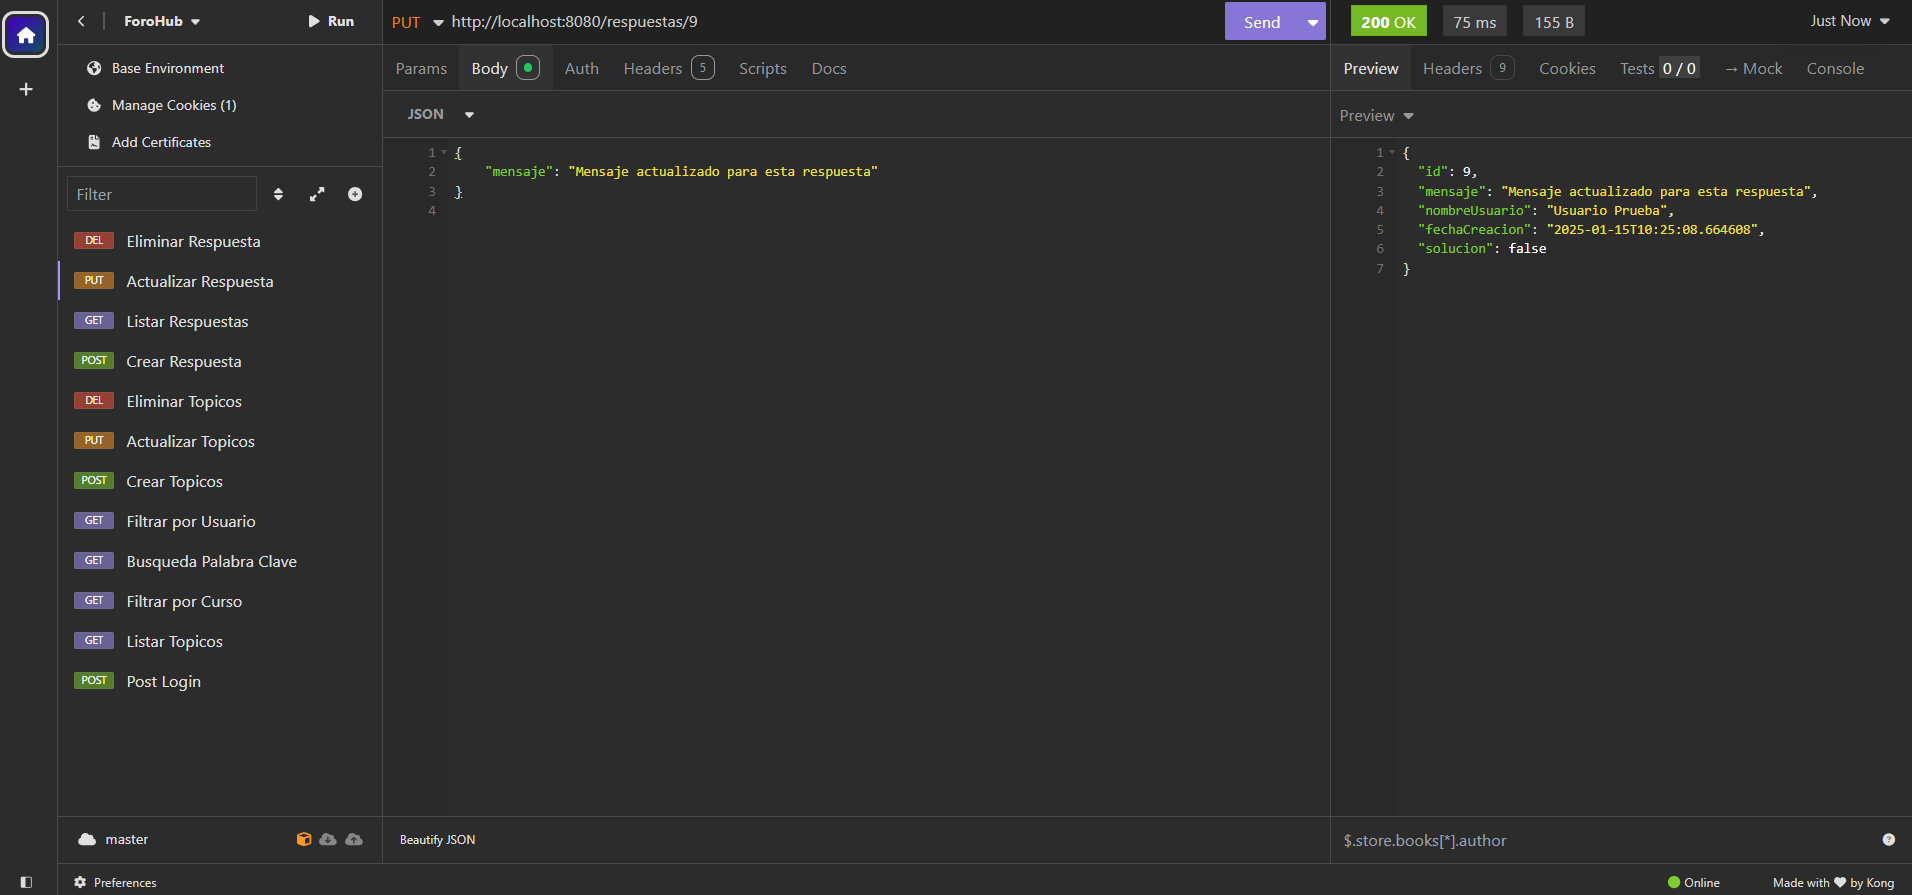 ForoHub
Run
Base Environment
Manage Cookies (1)
Add Certificates
Filter
DEL Eliminar Respuesta
PUT Actualizar Respuesta
GET Listar Respuestas
POST Crear Respuesta
DEL Eliminar Topicos
PUT Actualizar Topicos
POST Crear Topicos
GET Filtrar por Usuario
GET Busqueda Palabra Clave
GET Filtrar por Curso
GET Listar Topicos
POST Post Login
master
Preferences
PUT http://localhost:8080/respuestas/9 Send
Params Body Auth Headers 5 Scripts Docs
JSON
1 {
2 "mensaje": "Mensaje actualizado para esta respuesta"
3 }
4
Beautify JSON
200 OK 75 ms 155 B Just Now
Preview Headers 9 Cookies Tests 0 / 0 → Mock Console
Preview
1 {
2 "id": 9,
3 "mensaje": "Mensaje actualizado para esta respuesta",
4 "nombreUsuario": "Usuario Prueba",
5 "fechaCreacion": "2025-01-15T10:25:08.664608",
6 "solucion": false
7 }
$.store.books[*].author
?
Online
Made with ♥ by Kong